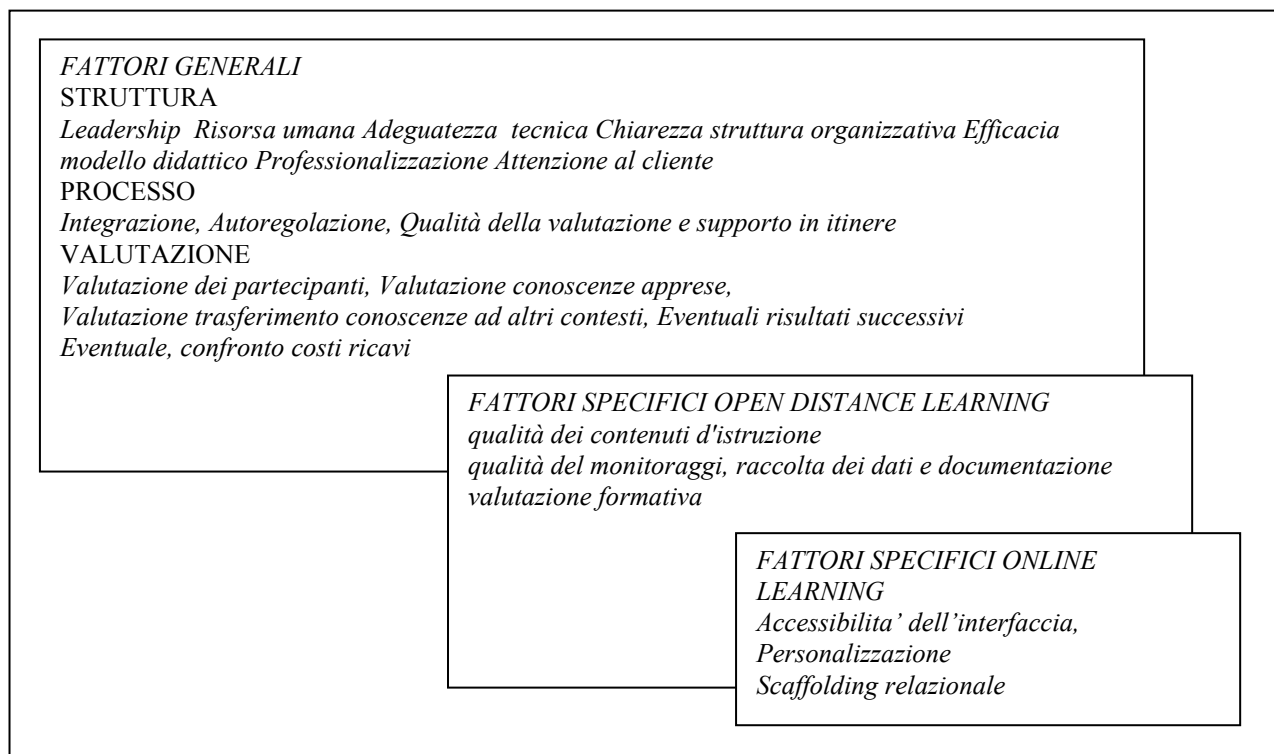 FATTORI GENERALI
STRUTTURA
Leadership Risorsa umana Adeguatezza tecnica Chiarezza struttura organizzativa Efficacia
modello didattico Professionalizzazione Attenzione al cliente
PROCESSO
Integrazione, Autoregolazione, Qualità della valutazione e supporto in itinere
VALUTAZIONE
Valutazione dei partecipanti, Valutazione conoscenze apprese,
Valutazione trasferimento conoscenze ad altri contesti, Eventuali risultati successivi
Eventuale, confronto costi ricavi
FATTORI SPECIFICI OPEN DISTANCE LEARNING
qualità dei contenuti d'istruzione
qualità del monitoraggi, raccolta dei dati e documentazione
valutazione formativa
FATTORI SPECIFICI ONLINE
LEARNING
Accessibilita’ dell’interfaccia,
Personalizzazione
Scaffolding relazionale